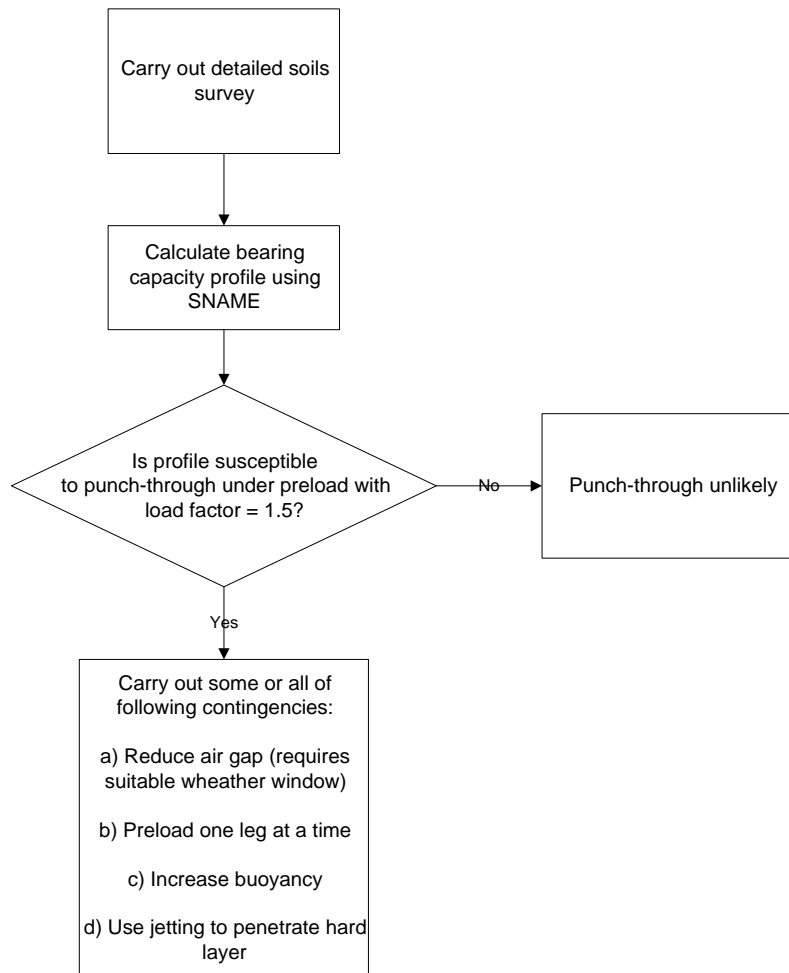 Carry out detailed soils
survey
Calculate bearing
capacity profile using
SNAME
Is profile susceptible
to punch-through under preload with
load factor = 1.5?
No
Punch-through unlikely
Yes
Carry out some or all of
following contingencies:
a) Reduce air gap (requires
suitable wheather window)
b) Preload one leg at a time
c) Increase buoyancy
d) Use jetting to penetrate hard
layer